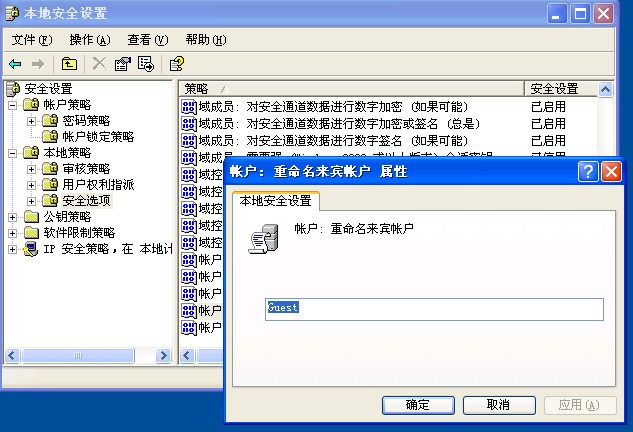 本地安全设置
文件(F) 操作(A) 查看(V) 帮助(H)
安全设置
帐户策略
密码策略
帐户锁定策略
本地策略
审核策略
用户权利指派
安全选项
公钥策略
软件限制策略
IP 安全策略，在 本地计
策略 安全设置
域成员: 对安全通道数据进行数字加密 (如果可能) 已启用
域成员: 对安全通道数据进行数字加密或签名 (总是) 已启用
域成员: 对安全通道数据进行数字签名 (如果可能) 已启用
域成员:
域控
域控
域控
域控
域控
帐户
帐户
帐户
帐户
帐户
帐户: 重命名来宾帐户 属性
本地安全设置
帐户: 重命名来宾帐户
Guest
确定 取消 应用(A)